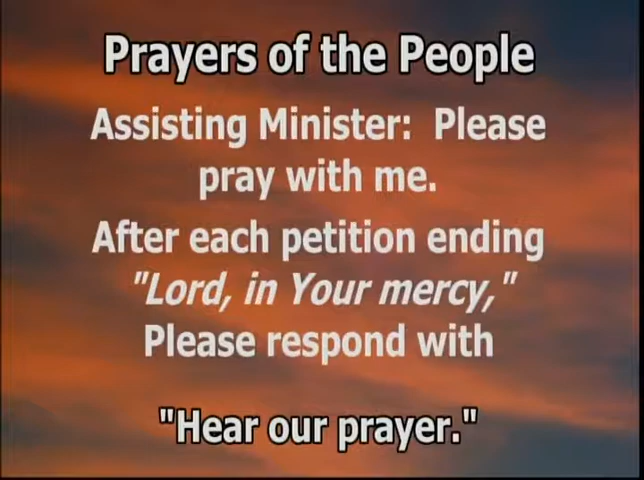 Prayers of the People
Assisting Minister:  Please
pray with me.
After each petition ending
"Lord, in Your mercy,"
Please respond with
"Hear our prayer."